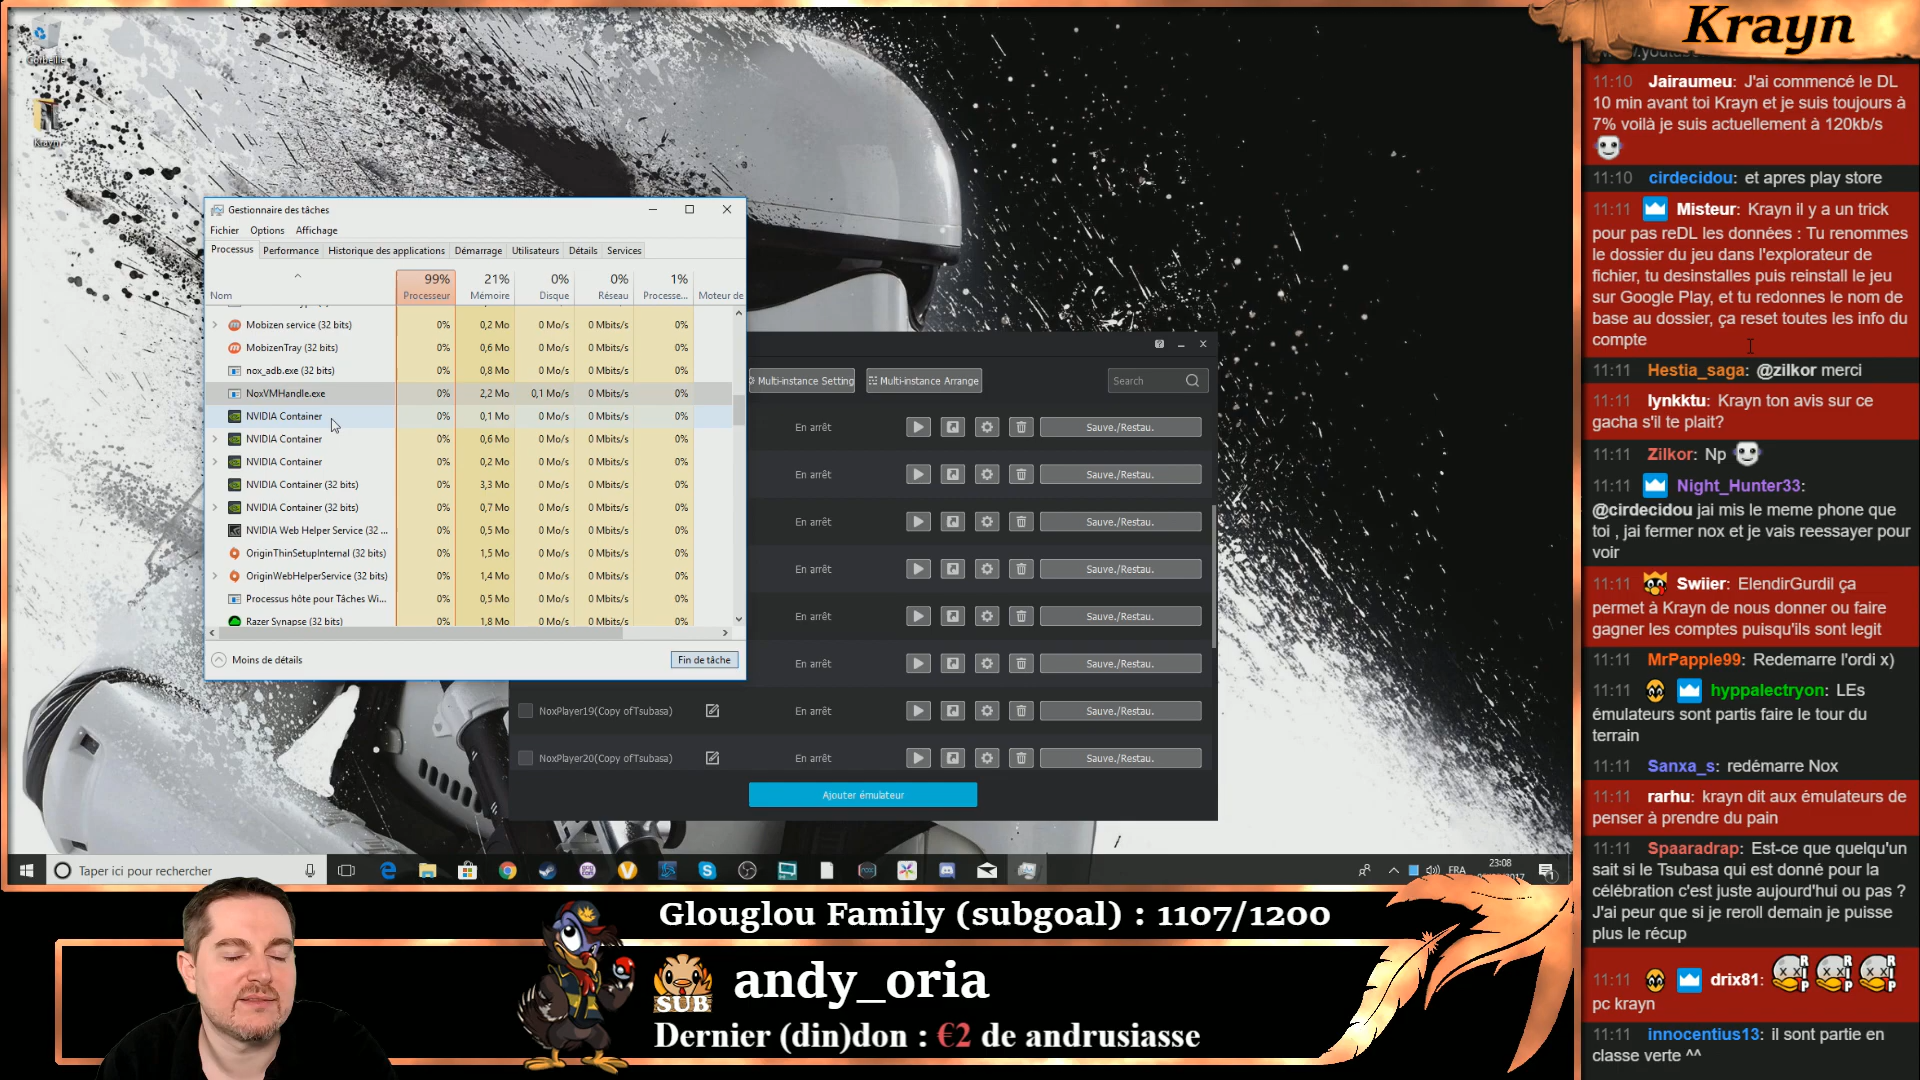 Corbeille
Krayn
Gestionnaire des tâches
Fichier Options Affichage
Processus Performance Historique des applications Démarrage Utilisateurs Détails Services
99% 21% 0% 0% 1%
Nom Processeur Mémoire Disque Réseau Processe... Moteur de
Mobizen service (32 bits) 0% 0,2 Mo 0 Mo/s 0 Mbits/s 0%
MobizenTray (32 bits) 0% 0,6 Mo 0 Mo/s 0 Mbits/s 0%
nox_adb.exe (32 bits) 0% 0,8 Mo 0 Mo/s 0 Mbits/s 0%
NoxVMHandle.exe 0% 2,2 Mo 0,1 Mo/s 0 Mbits/s 0%
NVIDIA Container 0% 0,1 Mo 0 Mo/s 0 Mbits/s 0%
NVIDIA Container 0% 0,6 Mo 0 Mo/s 0 Mbits/s 0%
NVIDIA Container 0% 0,2 Mo 0 Mo/s 0 Mbits/s 0%
NVIDIA Container (32 bits) 0% 3,3 Mo 0 Mo/s 0 Mbits/s 0%
NVIDIA Container (32 bits) 0% 0,7 Mo 0 Mo/s 0 Mbits/s 0%
NVIDIA Web Helper Service (32 ... 0% 0,5 Mo 0 Mo/s 0 Mbits/s 0%
OriginThinSetupInternal (32 bits) 0% 1,5 Mo 0 Mo/s 0 Mbits/s 0%
OriginWebHelperService (32 bits) 0% 1,4 Mo 0 Mo/s 0 Mbits/s 0%
Processus hôte pour Tâches Wi... 0% 0,5 Mo 0 Mo/s 0 Mbits/s 0%
Razer Synapse (32 bits) 0% 1,8 Mo 0 Mo/s 0 Mbits/s 0%
Moins de détails Fin de tâche
Multi-instance Setting Multi-instance Arrange Search
En arrêt Sauve./Restau.
En arrêt Sauve./Restau.
En arrêt Sauve./Restau.
En arrêt Sauve./Restau.
En arrêt Sauve./Restau.
En arrêt Sauve./Restau.
NoxPlayer19(Copy ofTsubasa) En arrêt Sauve./Restau.
NoxPlayer20(Copy ofTsubasa) En arrêt Sauve./Restau.
Ajouter émulateur
Taper ici pour rechercher
FRA
23:08
Glouglou Family (subgoal) : 1107/1200
SUB
andy_oria
Dernier (din)don : €2 de andrusiasse
Krayn
11:10 Jairaumeu: J'ai commencé le DL
10 min avant toi Krayn et je suis toujours à
7% voilà je suis actuellement à 120kb/s
11:10 cirdecidou: et apres play store
11:11 Misteur: Krayn il y a un trick
pour pas reDL les données : Tu renommes
le dossier du jeu dans l'explorateur de
fichier, tu desinstalles puis reinstall le jeu
sur Google Play, et tu redonnes le nom de
base au dossier, ça reset toutes les info du
compte
11:11 Hestia_saga: @zilkor merci
11:11 lynkktu: Krayn ton avis sur ce
gacha s'il te plait?
11:11 Zilkor: Np
11:11 Night_Hunter33:
@cirdecidou jai mis le meme phone que
toi , jai fermer nox et je vais reessayer pour
voir
11:11 Swiier: ElendirGurdil ça
permet à Krayn de nous donner ou faire
gagner les comptes puisqu'ils sont legit
11:11 MrPapple99: Redemarre l'ordi x)
11:11 hyppalectryon: LEs
émulateurs sont partis faire le tour du
terrain
11:11 Sanxa_s: redémarre Nox
11:11 rarhu: krayn dit aux émulateurs de
penser à prendre du pain
11:11 Spaaradrap: Est-ce que quelqu'un
sait si le Tsubasa qui est donné pour la
célébration c'est juste aujourd'hui ou pas ?
J'ai peur que si je reroll demain je puisse
plus le récup
11:11 drix81: RIP RIP RIP
pc krayn
11:11 innocentius13: il sont partie en
classe verte ^^